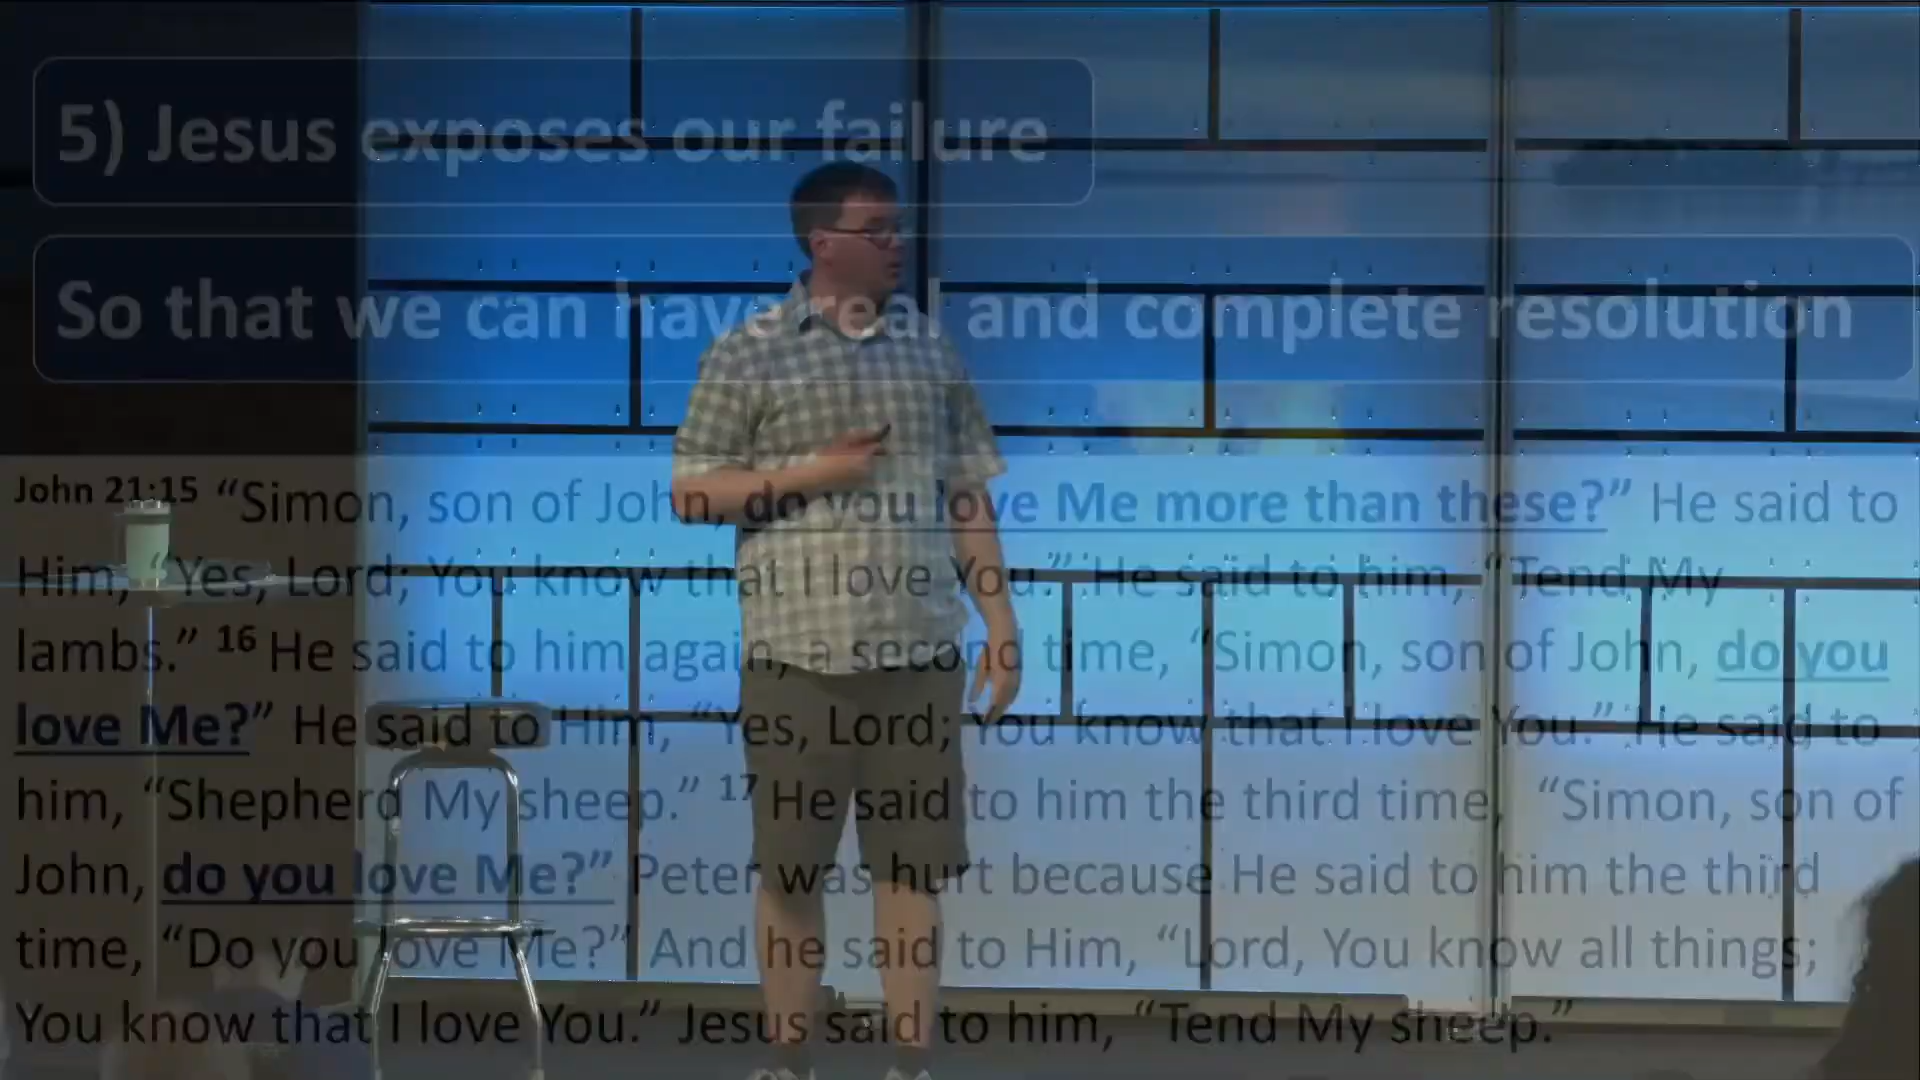 5) Jesus exposes our failure
So that we can have real and complete resolution
John 21:15 “Simon, son of John, do you love Me more than these?” He said to
Him, “Yes, Lord; You know that I love You.” He said to him, “Tend My
lambs.” 16 He said to him again, a second time, “Simon, son of John, do you
love Me?” He said to Him, “Yes, Lord; You know that I love You.” He said to
him, “Shepherd My sheep.” 17 He said to him the third time, “Simon, son of
John, do you love Me?” Peter was hurt because He said to him the third
time, “Do you love Me?” And he said to Him, “Lord, You know all things;
You know that I love You.” Jesus said to him, “Tend My sheep.”